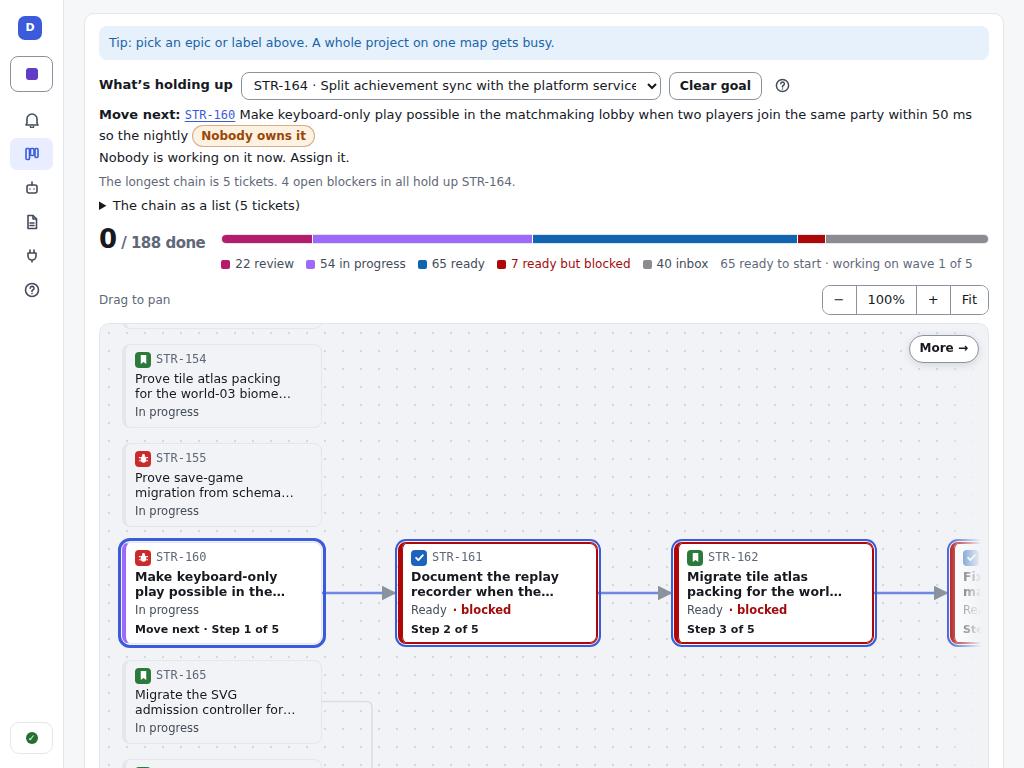 D
Tip: pick an epic or label above. A whole project on one map gets busy.
What's holding up
STR-164 · Split achievement sync with the platform service
Clear goal
Move next: STR-160 Make keyboard-only play possible in the matchmaking lobby when two players join the same party within 50 ms
so the nightly Nobody owns it
Nobody is working on it now. Assign it.
The longest chain is 5 tickets. 4 open blockers in all hold up STR-164.
The chain as a list (5 tickets)
0 / 188 done
22 review 54 in progress 65 ready 7 ready but blocked 40 inbox 65 ready to start · working on wave 1 of 5
Drag to pan
− 100% + Fit
More →
STR-154
Prove tile atlas packing
for the world-03 biome…
In progress
STR-155
Prove save-game
migration from schema…
In progress
STR-160
Make keyboard-only
play possible in the…
In progress
Move next · Step 1 of 5
STR-161
Document the replay
recorder when the…
Ready · blocked
Step 2 of 5
STR-162
Migrate tile atlas
packing for the worl…
Ready · blocked
Step 3 of 5
STR-165
Migrate the SVG
admission controller for…
In progress